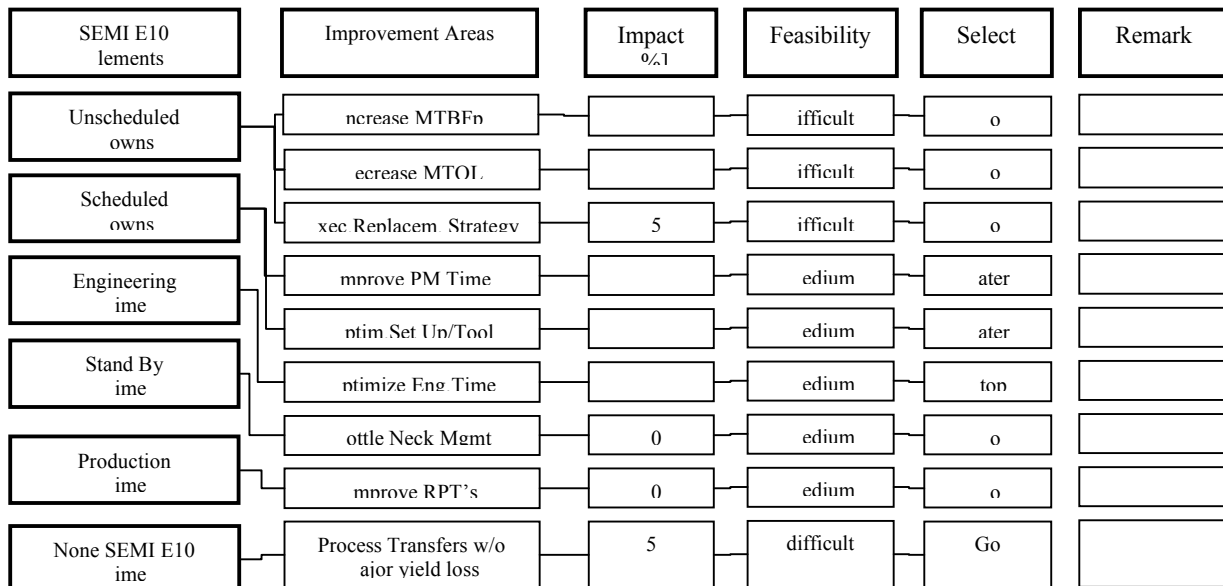 SEMI E10
lements
Improvement Areas
Impact
%]
Feasibility
Select
Remark
Unscheduled
owns
ncrease MTBFp
ifficult
o
ecrease MTOL
ifficult
o
Scheduled
owns
xec.Replacem. Strategy
5
ifficult
o
Engineering
ime
mprove PM Time
edium
ater
ptim.Set Up/Tool
edium
ater
Stand By
ime
ptimize Eng.Time
edium
top
ottle Neck Mgmt
0
edium
o
Production
ime
mprove RPT's
0
edium
o
None SEMI E10
ime
Process Transfers w/o
ajor yield loss
5
difficult
Go